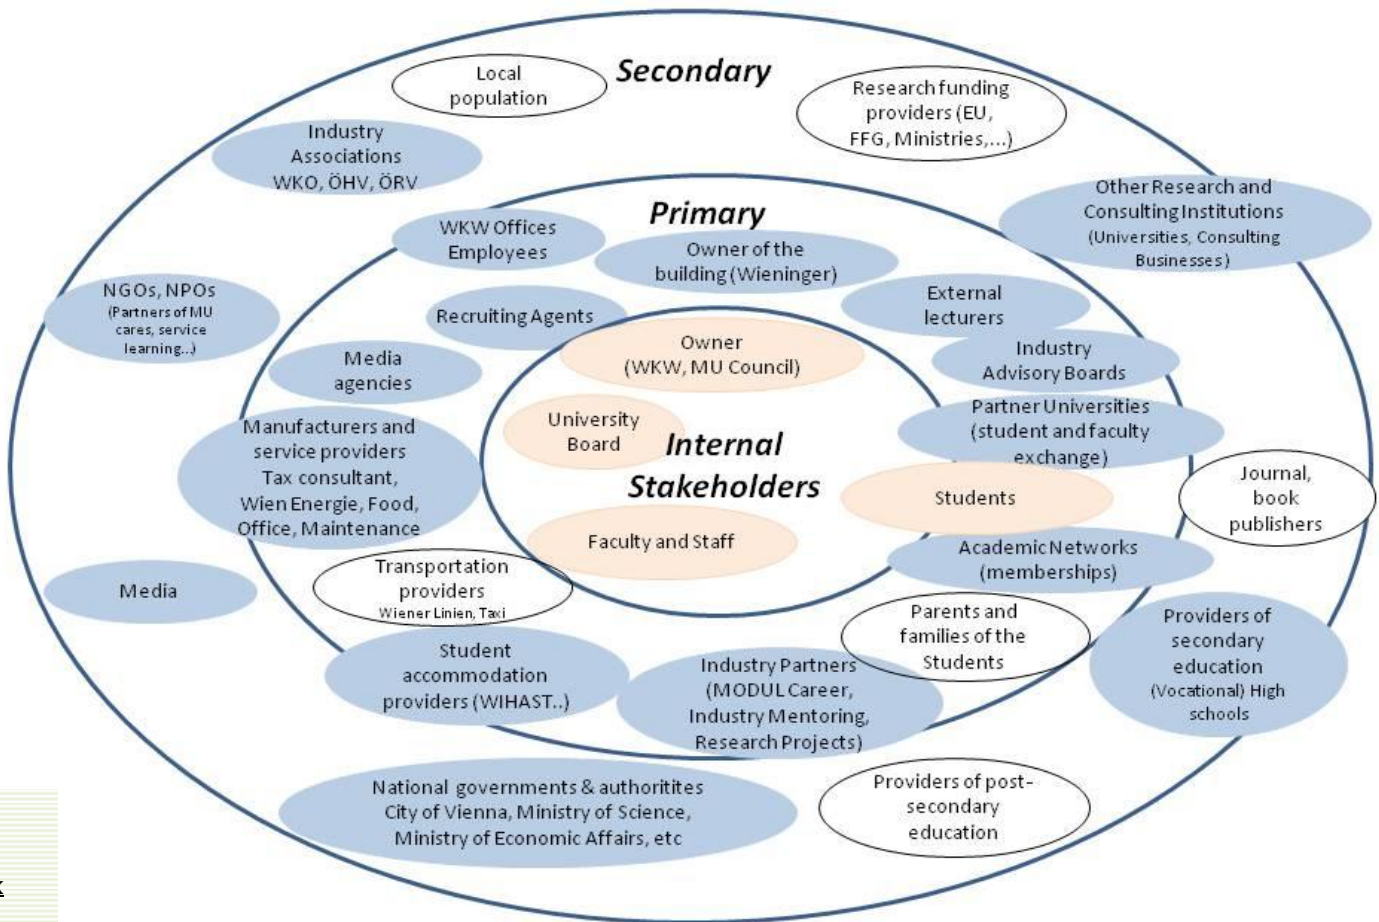 Secondary
Local
population
Research funding
providers (EU,
FFG, Ministries,...)
Industry
Associations
WKO, ÖHV, ÖRV
Other Research and
Consulting Institutions
(Universities, Consulting
Businesses)
Primary
WKW Offices
Employees
Owner of the
building (Wieninger)
NGOs, NPOs
(Partners of MU
cares, service
learning...)
External
lecturers
Recruiting Agents
Owner
(WKW, MU Council)
Industry
Advisory Boards
Media
agencies
Partner Universities
(student and faculty
exchange)
University
Board
Manufacturers and
service providers
Tax consultant,
Wien Energie, Food,
Office, Maintenance
Internal
Stakeholders
Students
Journal,
book
publishers
Faculty and Staff
Academic Networks
(memberships)
Transportation
providers
Wiener Linien, Taxi
Media
Parents and
families of the
Students
Providers of
secondary
education
(Vocational) High
schools
Student
accommodation
providers (WIHAST..)
Industry Partners
(MODUL Career,
Industry Mentoring,
Research Projects)
National governments & authoritites
City of Vienna, Ministry of Science,
Ministry of Economic Affairs, etc
Providers of post-
secondary
education